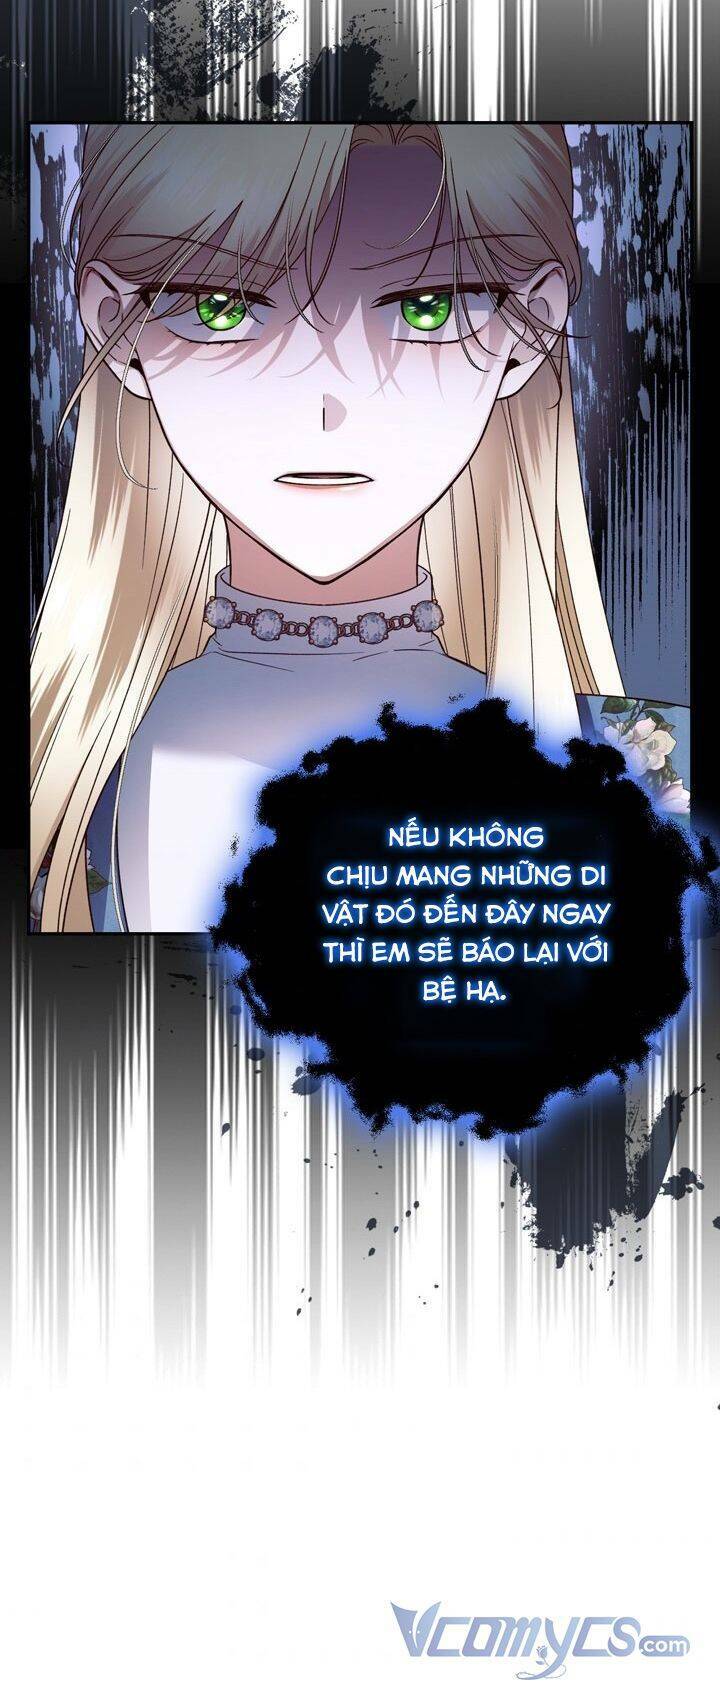 NẾU KHÔNG
CHỊU MANG NHỮNG DI
VẬT ĐÓ ĐẾN ĐÂY NGAY
THÌ EM SẼ BÁO LẠI VỚI
BỆ HẠ.
VCOMYCS.com